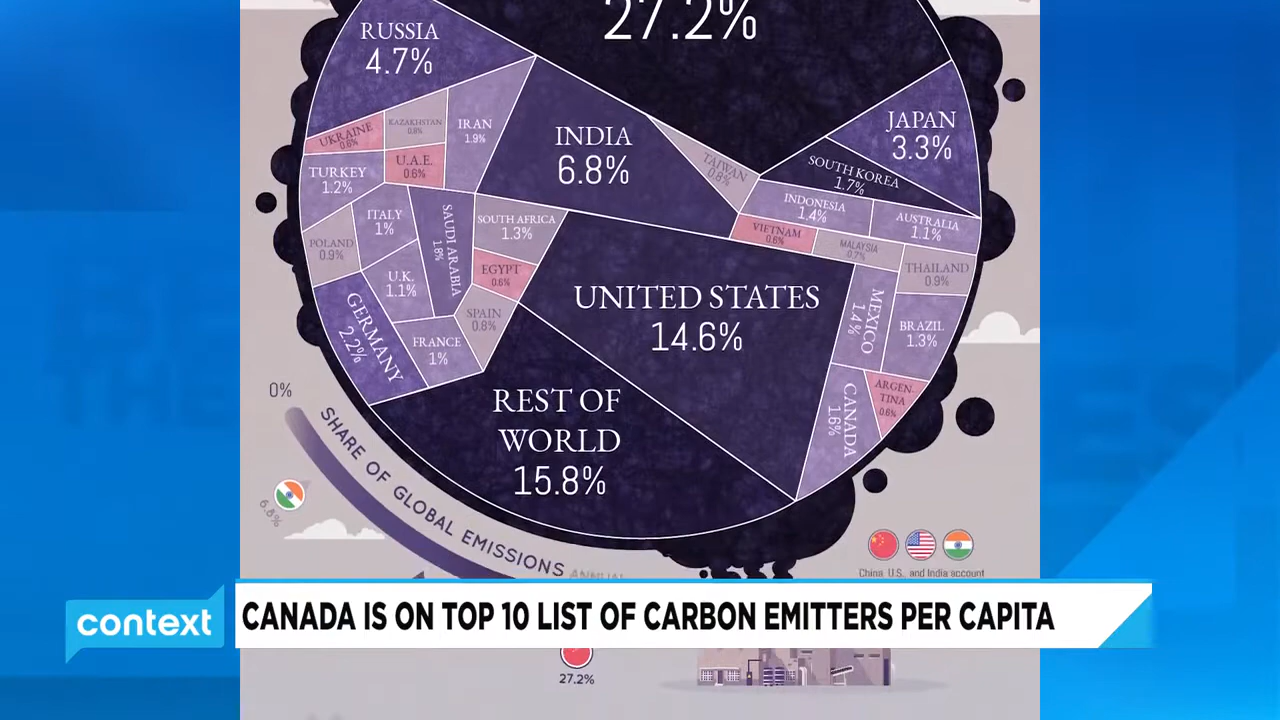 27.2%
RUSSIA
4.7%
UKRAINE
0.6%
KAZAKHSTAN
0.8%
IRAN
1.9%
U.A.E.
0.6%
TURKEY
1.2%
INDIA
6.8%
TAIWAN
0.8%
JAPAN
3.3%
SOUTH KOREA
1.7%
INDONESIA
1.4%
AUSTRALIA
1.1%
VIETNAM
0.6%
MALAYSIA
0.7%
THAILAND
0.9%
ITALY
1%
POLAND
0.9%
SAUDI ARABIA
1.8%
SOUTH AFRICA
1.3%
EGYPT
0.6%
U.K.
1.1%
SPAIN
0.8%
GERMANY
2.2%
FRANCE
1%
UNITED STATES
14.6%
MEXICO
1.4%
BRAZIL
1.3%
ARGEN-
TINA
0.6%
CANADA
1.6%
REST OF
WORLD
15.8%
0%
SHARE OF GLOBAL EMISSIONS
6.8%
China, U.S., and India account
context
CANADA IS ON TOP 10 LIST OF CARBON EMITTERS PER CAPITA
27.2%